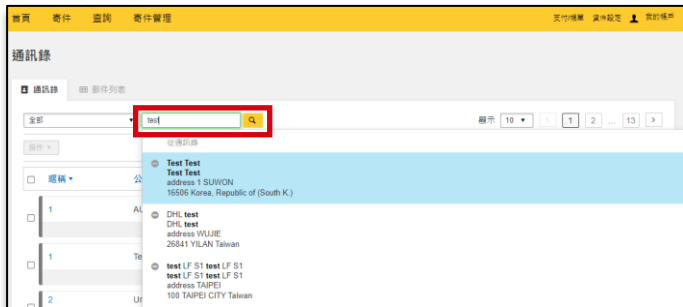 首頁 寄件 查詢 寄件管理 支付/帳單 寄件設定 我的帳戶
通訊錄
通訊錄 郵件列表
全部 test 顯示 10 1 2 ... 13
操作
從通訊錄
暱稱 公
Test Test
Test Test
address 1 SUWON
16506 Korea, Republic of (South K.)
1 AL
DHL test
DHL test
address WUJIE
26841 YILAN Taiwan
1 Te
test LF S1 test LF S1
test LF S1 test LF S1
address TAIPEI
100 TAIPEI CITY Taiwan
2 Un